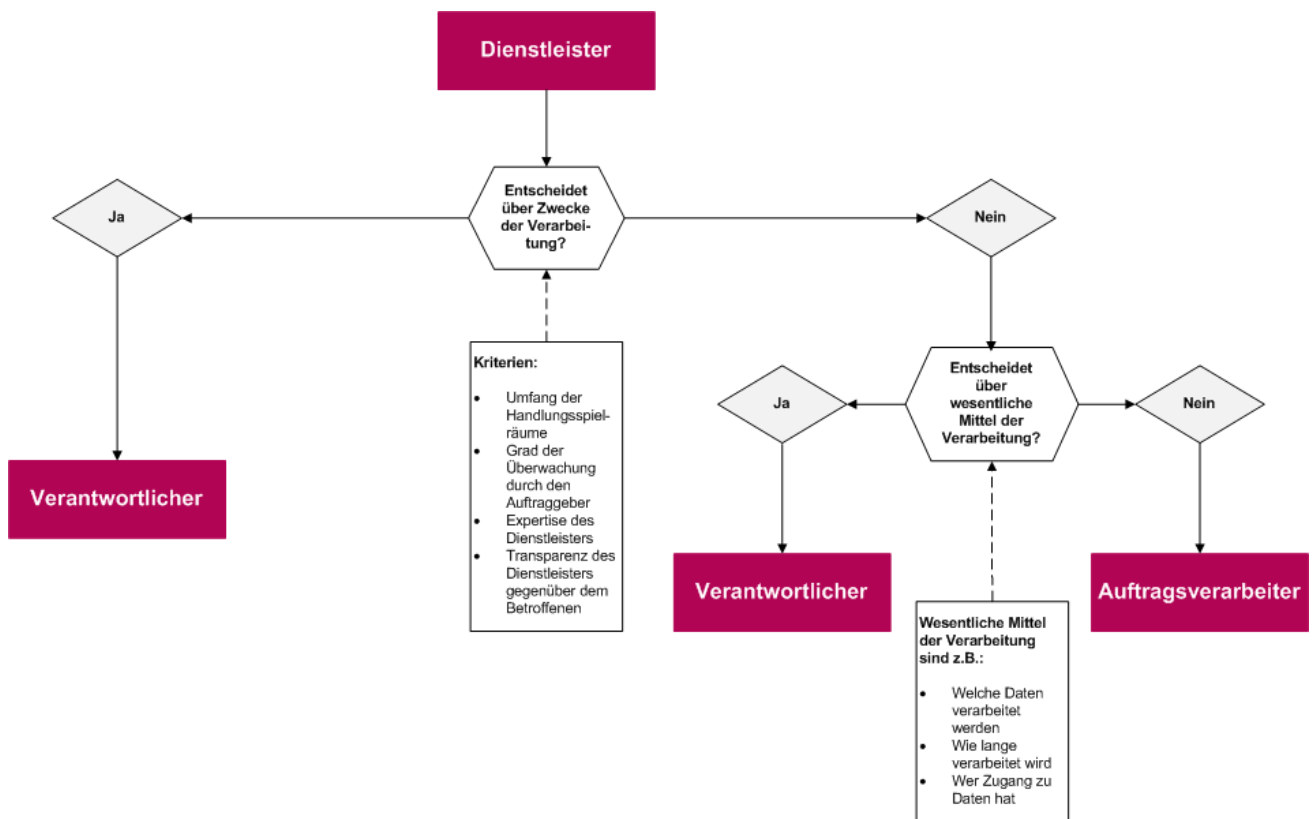 Dienstleister
Entscheidet
über Zwecke
der Verarbei-
tung?
Ja
Nein
Kriterien:
• Umfang der
Handlungsspiel-
räume
• Grad der
Überwachung
durch den
Auftraggeber
• Expertise des
Dienstleisters
• Transparenz des
Dienstleisters
gegenüber dem
Betroffenen
Entscheidet
über
wesentliche
Mittel der
Verarbeitung?
Ja
Nein
Verantwortlicher
Verantwortlicher
Auftragsverarbeiter
Wesentliche Mittel
der Verarbeitung
sind z.B.:
• Welche Daten
verarbeitet
werden
• Wie lange
verarbeitet wird
• Wer Zugang zu
Daten hat